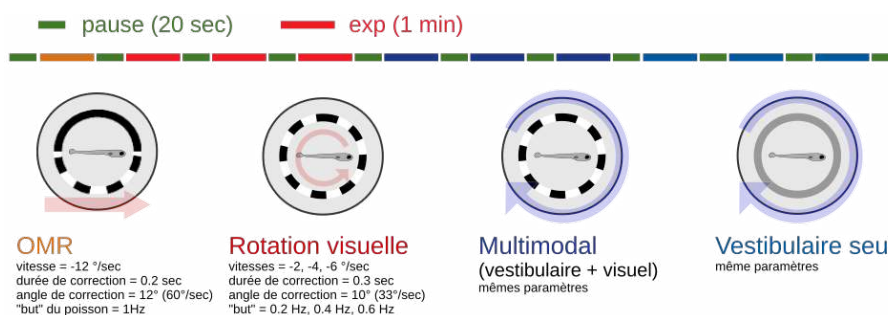 pause (20 sec)
exp (1 min)
OMR
vitesse = -12 °/sec
durée de correction = 0.2 sec
angle de correction = 12° (60°/sec)
"but" du poisson = 1Hz
Rotation visuelle
vitesses = -2, -4, -6 °/sec
durée de correction = 0.3 sec
angle de correction = 10° (33°/sec)
"but" = 0.2 Hz, 0.4 Hz, 0.6 Hz
Multimodal
(vestibulaire + visuel)
mêmes paramètres
Vestibulaire seu
même paramètres